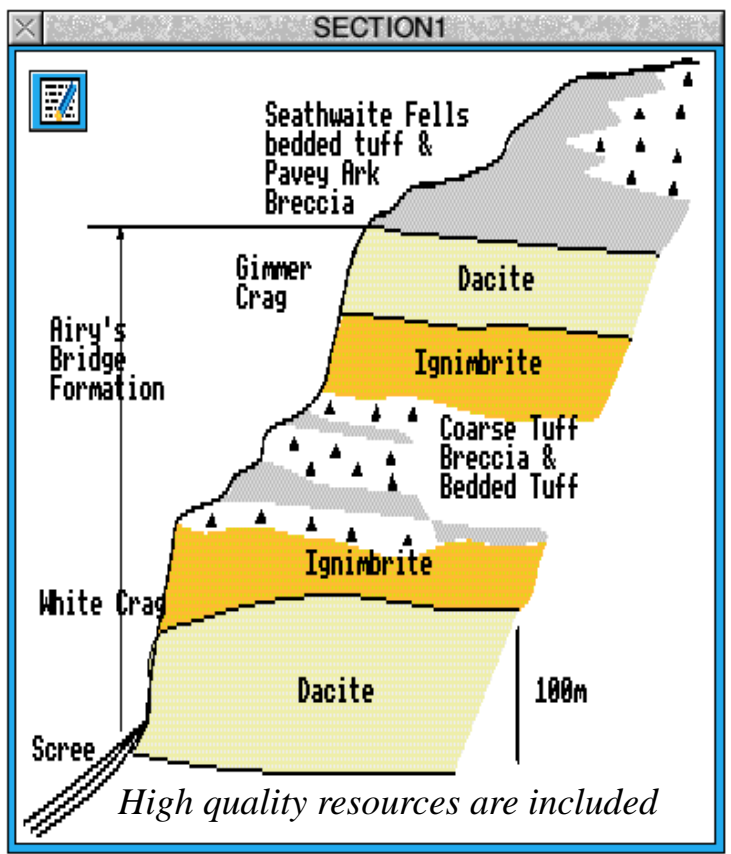 SECTION1
Seathwaite Fells
bedded tuff &
Pavey Ark
Breccia
Gimmer
Crag
Dacite
Airy's
Bridge
Formation
Ignimbrite
Coarse Tuff
Breccia &
Bedded Tuff
Ignimbrite
White Crag
Dacite
100m
Scree
High quality resources are included